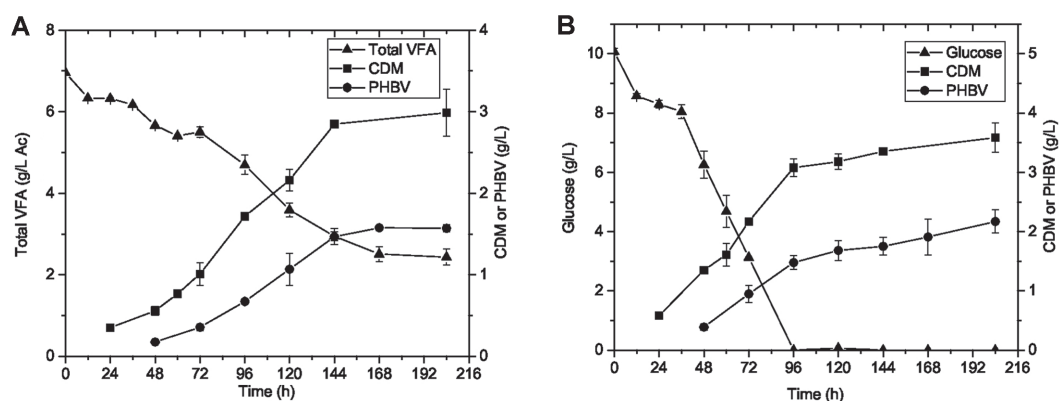 A
Total VFA
CDM
PHBV
Total VFA (g/L Ac)
8
6
4
2
0
CDM or PHBV (g/L)
4
3
2
1
0
0 24 48 72 96 120 144 168 192 216
Time (h)
B
Glucose
CDM
PHBV
Glucose (g/L)
10
8
6
4
2
0
CDM or PHBV (g/L)
5
4
3
2
1
0
0 24 48 72 96 120 144 168 192 216
Time (h)